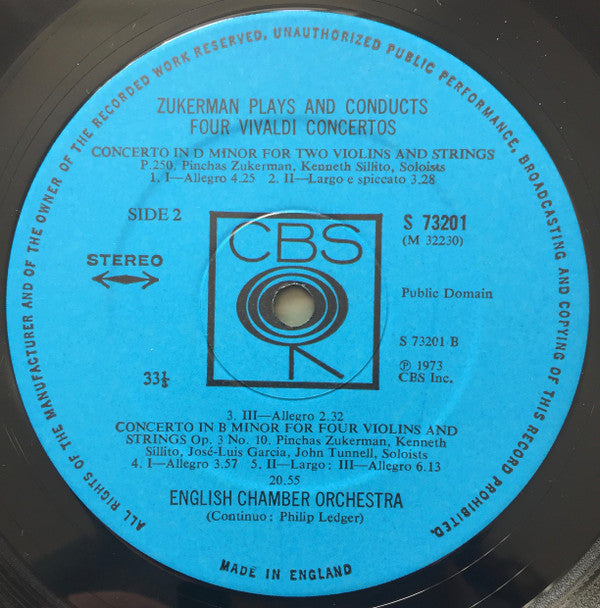 ALL RIGHTS OF THE MANUFACTURER AND OF THE OWNER OF THE RECORDED WORK RESERVED. UNAUTHORIZED PUBLIC PERFORMANCE, BROADCASTING AND COPYING OF THIS RECORD PROHIBITED.
ZUKERMAN PLAYS AND CONDUCTS
FOUR VIVALDI CONCERTOS
CONCERTO IN D MINOR FOR TWO VIOLINS AND STRINGS
P.250. Pinchas Zukerman, Kenneth Sillito, Soloists
1. I—Allegro 4.25 2. II—Largo e spiccato 3.28
SIDE 2
CBS
S 73201
(M 32230)
STEREO
Public Domain
S 73201 B
33⅓
℗ 1973
CBS Inc.
3. III—Allegro 2.32
CONCERTO IN B MINOR FOR FOUR VIOLINS AND
STRINGS Op. 3 No. 10. Pinchas Zukerman, Kenneth
Sillito, José-Luis Garcia, John Tunnell, Soloists
4. I—Allegro 3.57 5. II—Largo: III—Allegro 6.13
20.55
ENGLISH CHAMBER ORCHESTRA
(Continuo: Philip Ledger)
MADE IN ENGLAND